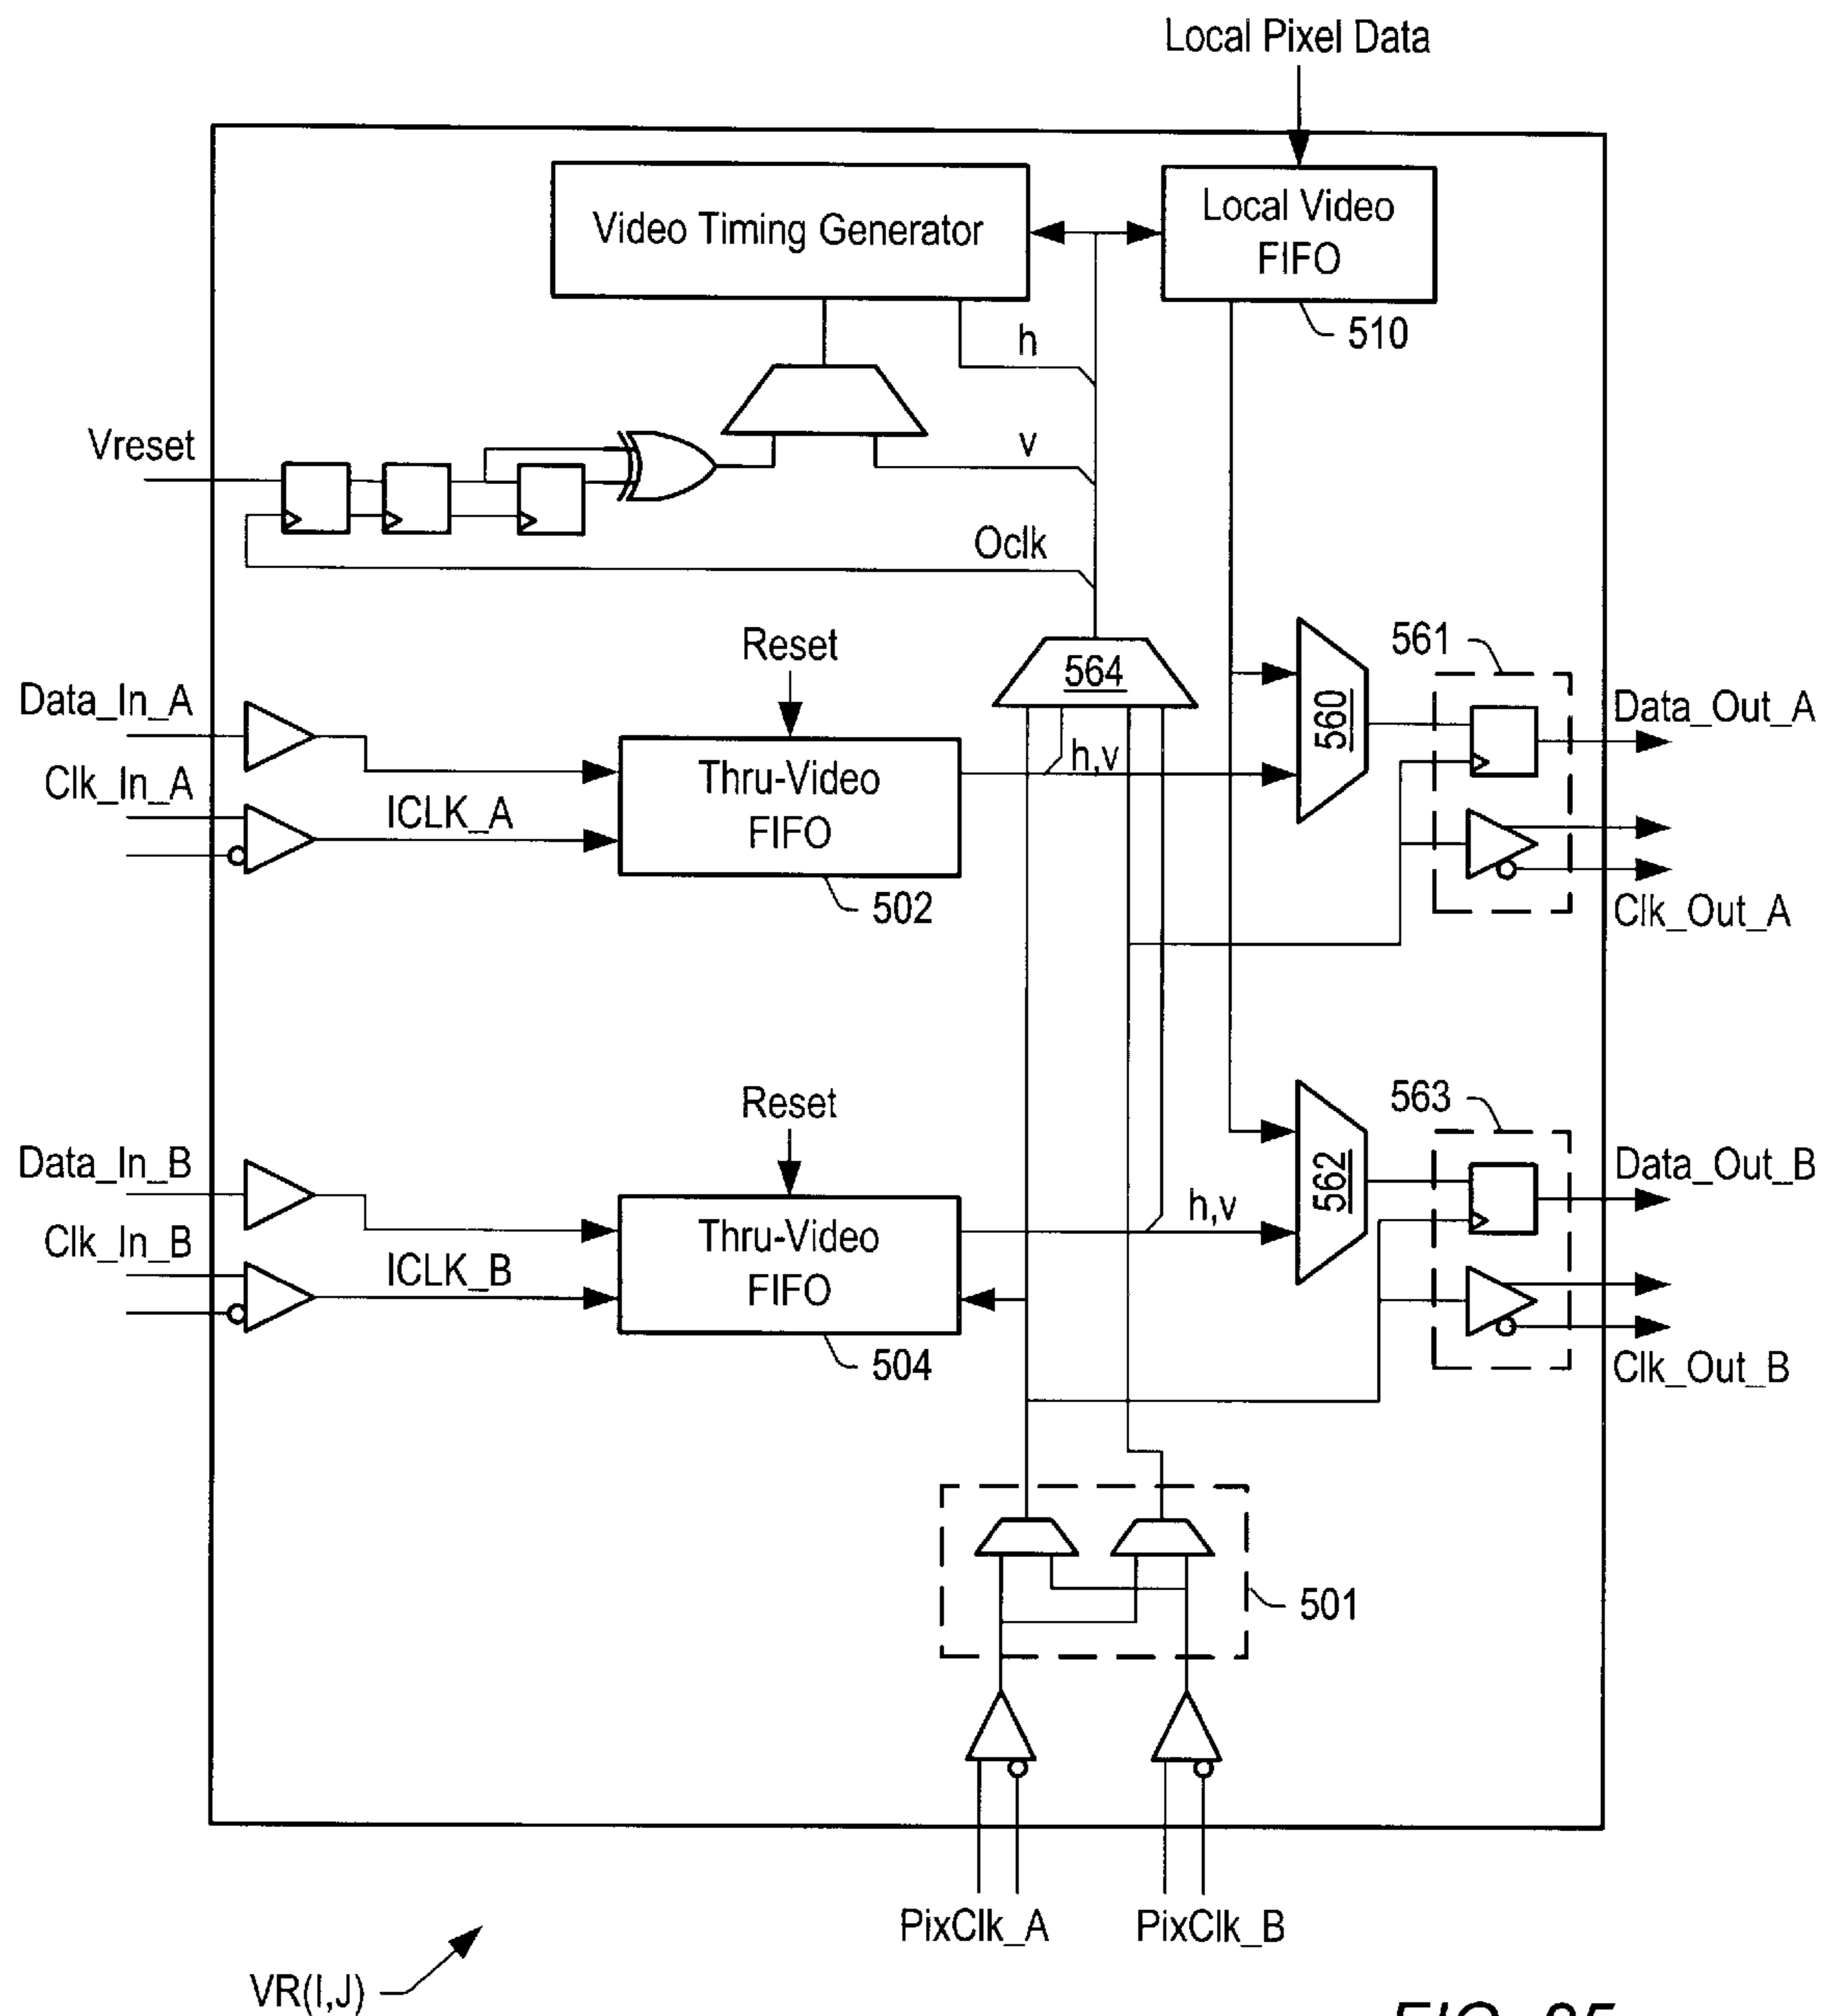 Local Pixel Data
Video Timing Generator
Local Video
FIFO
510
h
Vreset
v
Oclk
Reset
564
560
561
Data_In_A
Data_Out_A
Clk_In_A
ICLK_A
Thru-Video
FIFO
h,v
502
Clk_Out_A
Reset
562
563
Data_In_B
Data_Out_B
Clk_In_B
ICLK_B
Thru-Video
FIFO
h,v
504
Clk_Out_B
501
PixClk_A
PixClk_B
VR(I,J)